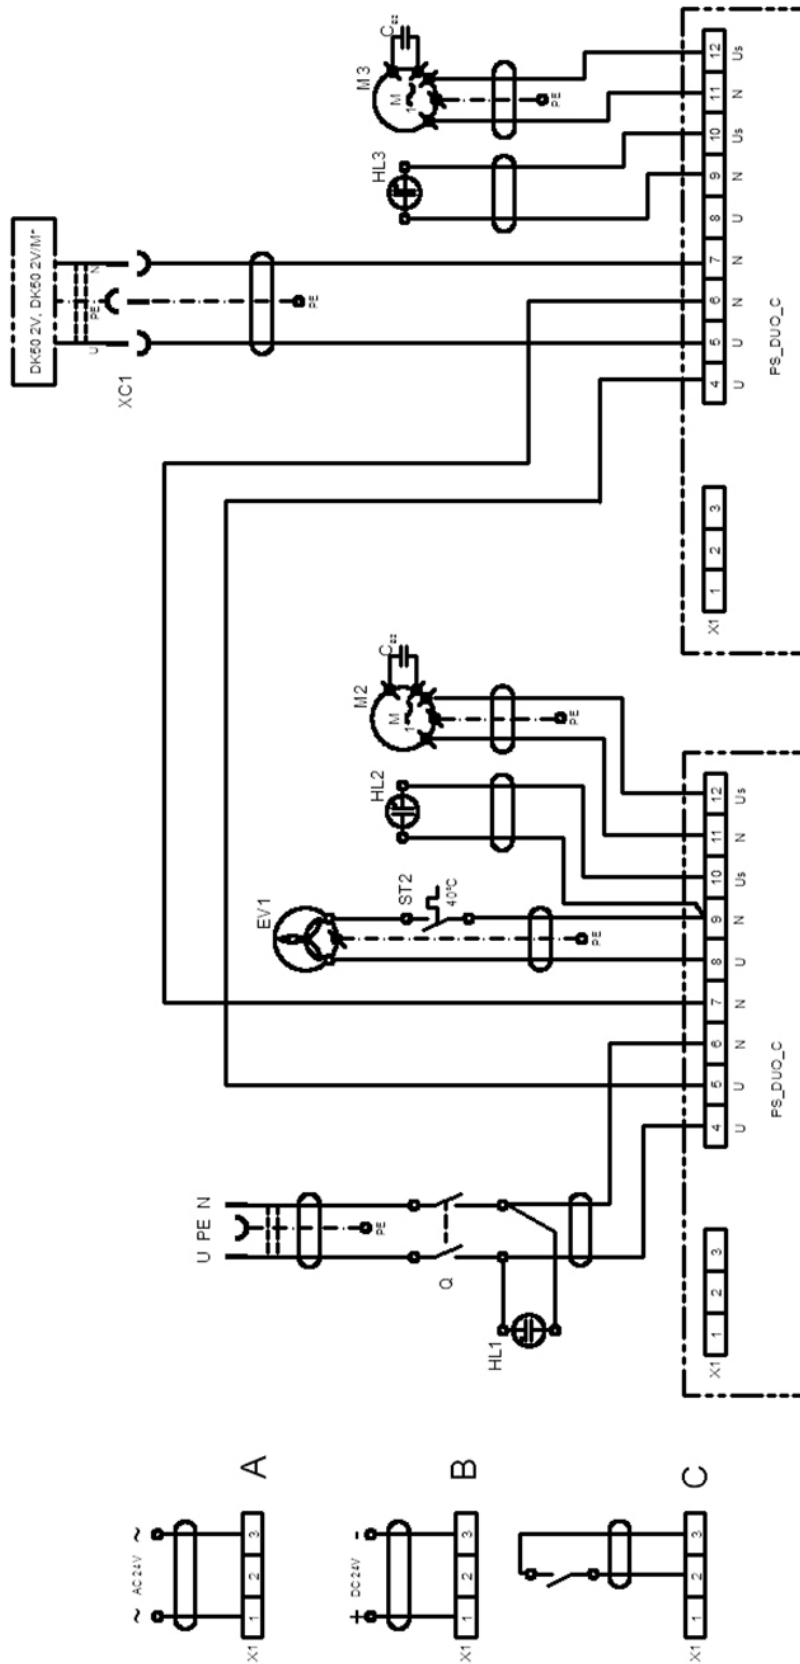 AC 24V
~ ~
X1 1 2 3
A
DC 24V
+ -
X1 1 2 3
B
X1 1 2 3
C
U PE N
PE
Q
HL1
EV1
ST2
40°C
PE
HL2
M2
M
1
C
PE
X1 1 2 3
4 5 6 7 8 9 10 11 12
U U N N U N Us N Us
PS_DUO_C
DK50 2V, DK50 2V/M*
U PE N
XC1
PE
HL3
M3
M
1
C
PE
X1 1 2 3
4 5 6 7 8 9 10 11 12
U U N N U N Us N Us
PS_DUO_C